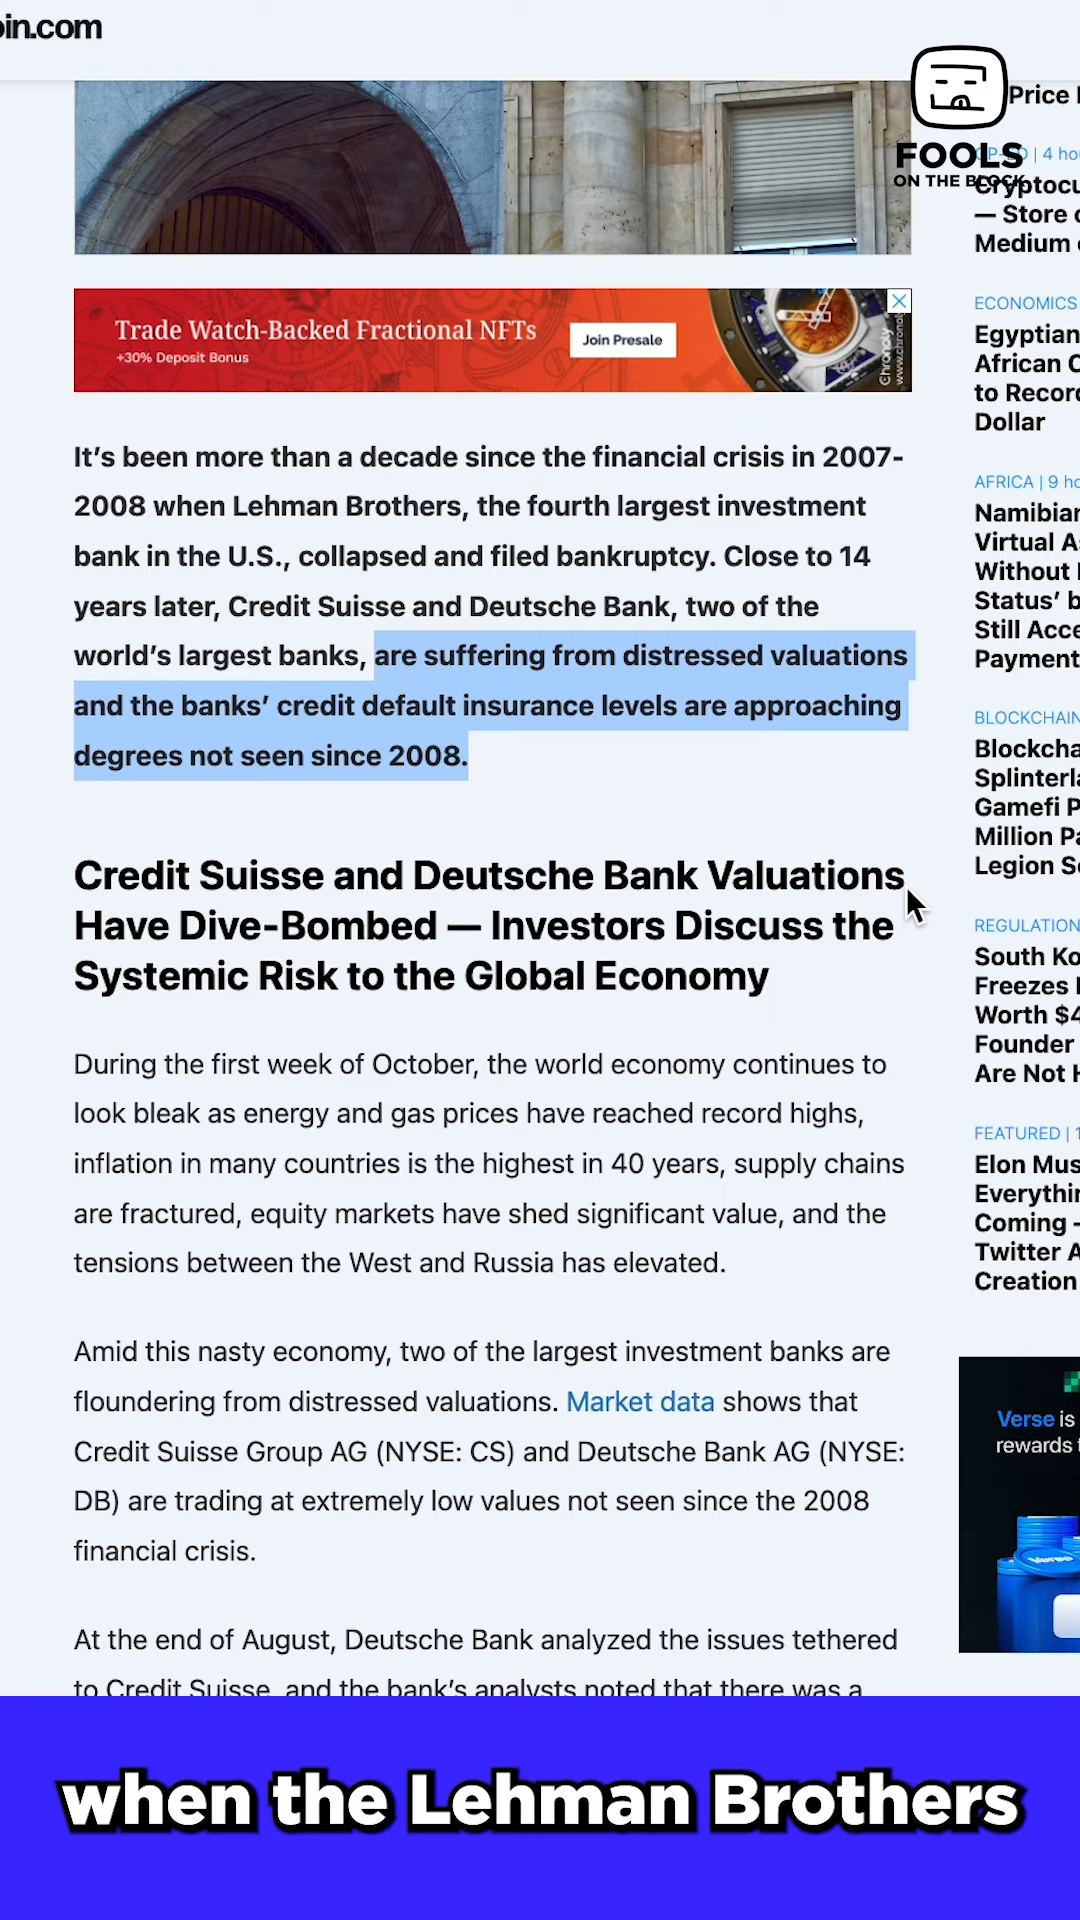 oin.com
FOOLS
ON THE BLOCK
Price
| 4 hou
— Store o
Medium
Trade Watch-Backed Fractional NFTs
+30% Deposit Bonus
Join Presale
Chronoly
www.chronol
ECONOMICS
Egyptian
African C
to Record
Dollar
It's been more than a decade since the financial crisis in 2007-
2008 when Lehman Brothers, the fourth largest investment
bank in the U.S., collapsed and filed bankruptcy. Close to 14
years later, Credit Suisse and Deutsche Bank, two of the
world's largest banks, are suffering from distressed valuations
and the banks' credit default insurance levels are approaching
degrees not seen since 2008.
AFRICA | 9 ho
Namibian
Virtual As
Without
Status' b
Still Acce
Payment
BLOCKCHAIN
Blockcha
Splinterla
Gamefi P
Million Pa
Legion Se
Credit Suisse and Deutsche Bank Valuations
Have Dive-Bombed — Investors Discuss the
Systemic Risk to the Global Economy
REGULATION
South Ko
Freezes
Worth $4
Founder
Are Not H
During the first week of October, the world economy continues to
look bleak as energy and gas prices have reached record highs,
inflation in many countries is the highest in 40 years, supply chains
are fractured, equity markets have shed significant value, and the
tensions between the West and Russia has elevated.
FEATURED | 1
Elon Mus
Everythin
Coming -
Twitter A
Creation
Amid this nasty economy, two of the largest investment banks are
floundering from distressed valuations. Market data shows that
Credit Suisse Group AG (NYSE: CS) and Deutsche Bank AG (NYSE:
DB) are trading at extremely low values not seen since the 2008
financial crisis.
Verse is
rewards t
At the end of August, Deutsche Bank analyzed the issues tethered
to Credit Suisse, and the bank's analysts noted that there was a
when the Lehman Brothers